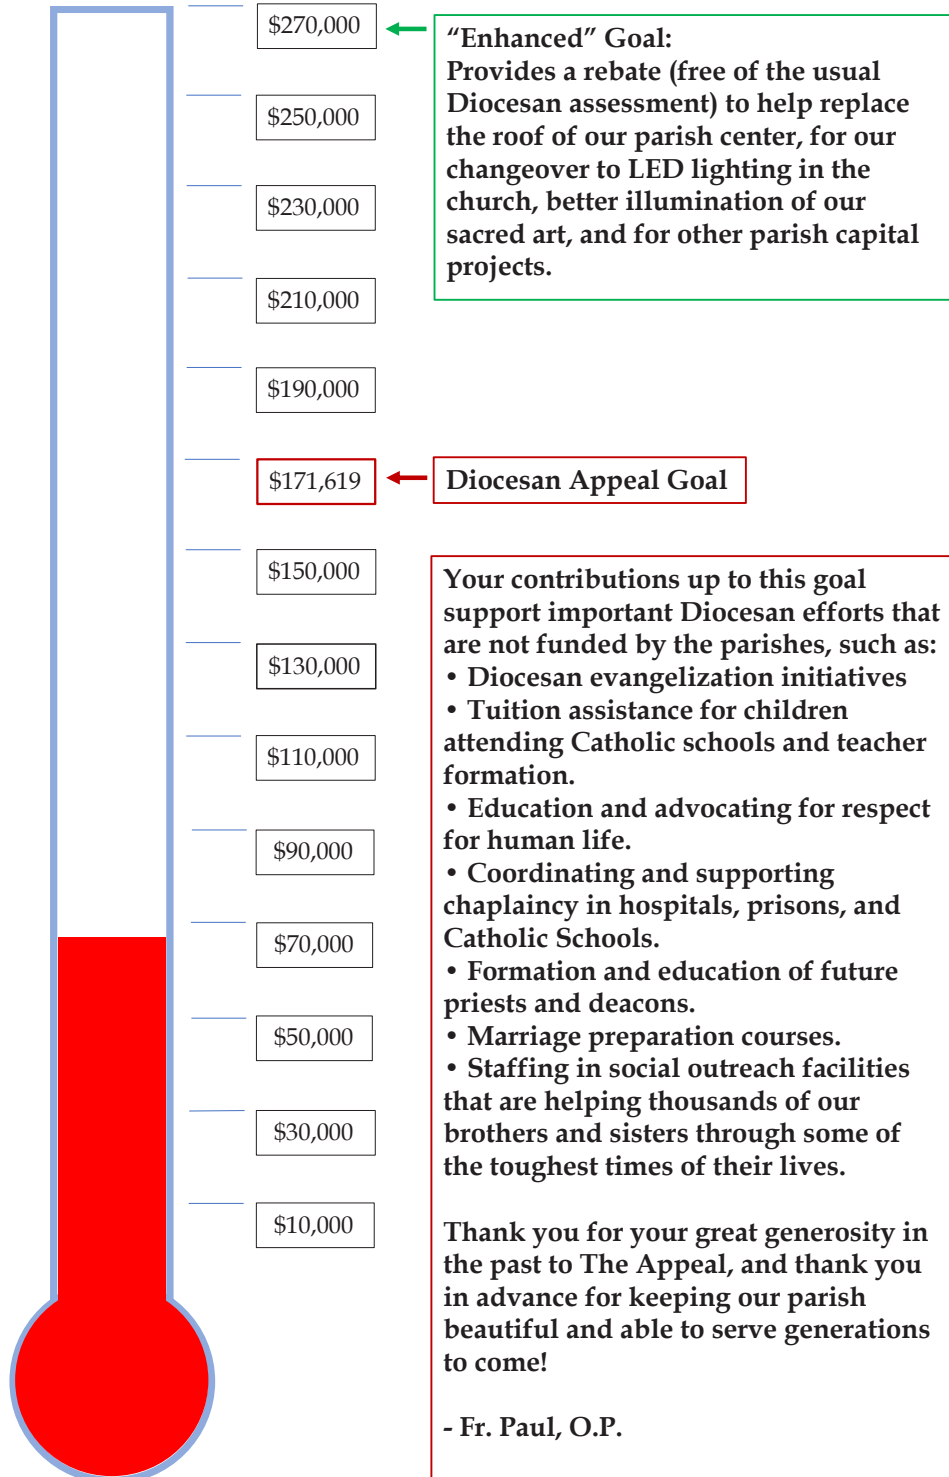 $270,000
“Enhanced” Goal:
Provides a rebate (free of the usual
Diocesan assessment) to help replace
the roof of our parish center, for our
changeover to LED lighting in the
church, better illumination of our
sacred art, and for other parish capital
projects.
$250,000
$230,000
$210,000
$190,000
$171,619
Diocesan Appeal Goal
$150,000
$130,000
$110,000
$90,000
$70,000
$50,000
$30,000
$10,000
Your contributions up to this goal
support important Diocesan efforts that
are not funded by the parishes, such as:
• Diocesan evangelization initiatives
• Tuition assistance for children
attending Catholic schools and teacher
formation.
• Education and advocating for respect
for human life.
• Coordinating and supporting
chaplaincy in hospitals, prisons, and
Catholic Schools.
• Formation and education of future
priests and deacons.
• Marriage preparation courses.
• Staffing in social outreach facilities
that are helping thousands of our
brothers and sisters through some of
the toughest times of their lives.
Thank you for your great generosity in
the past to The Appeal, and thank you
in advance for keeping our parish
beautiful and able to serve generations
to come!
- Fr. Paul, O.P.